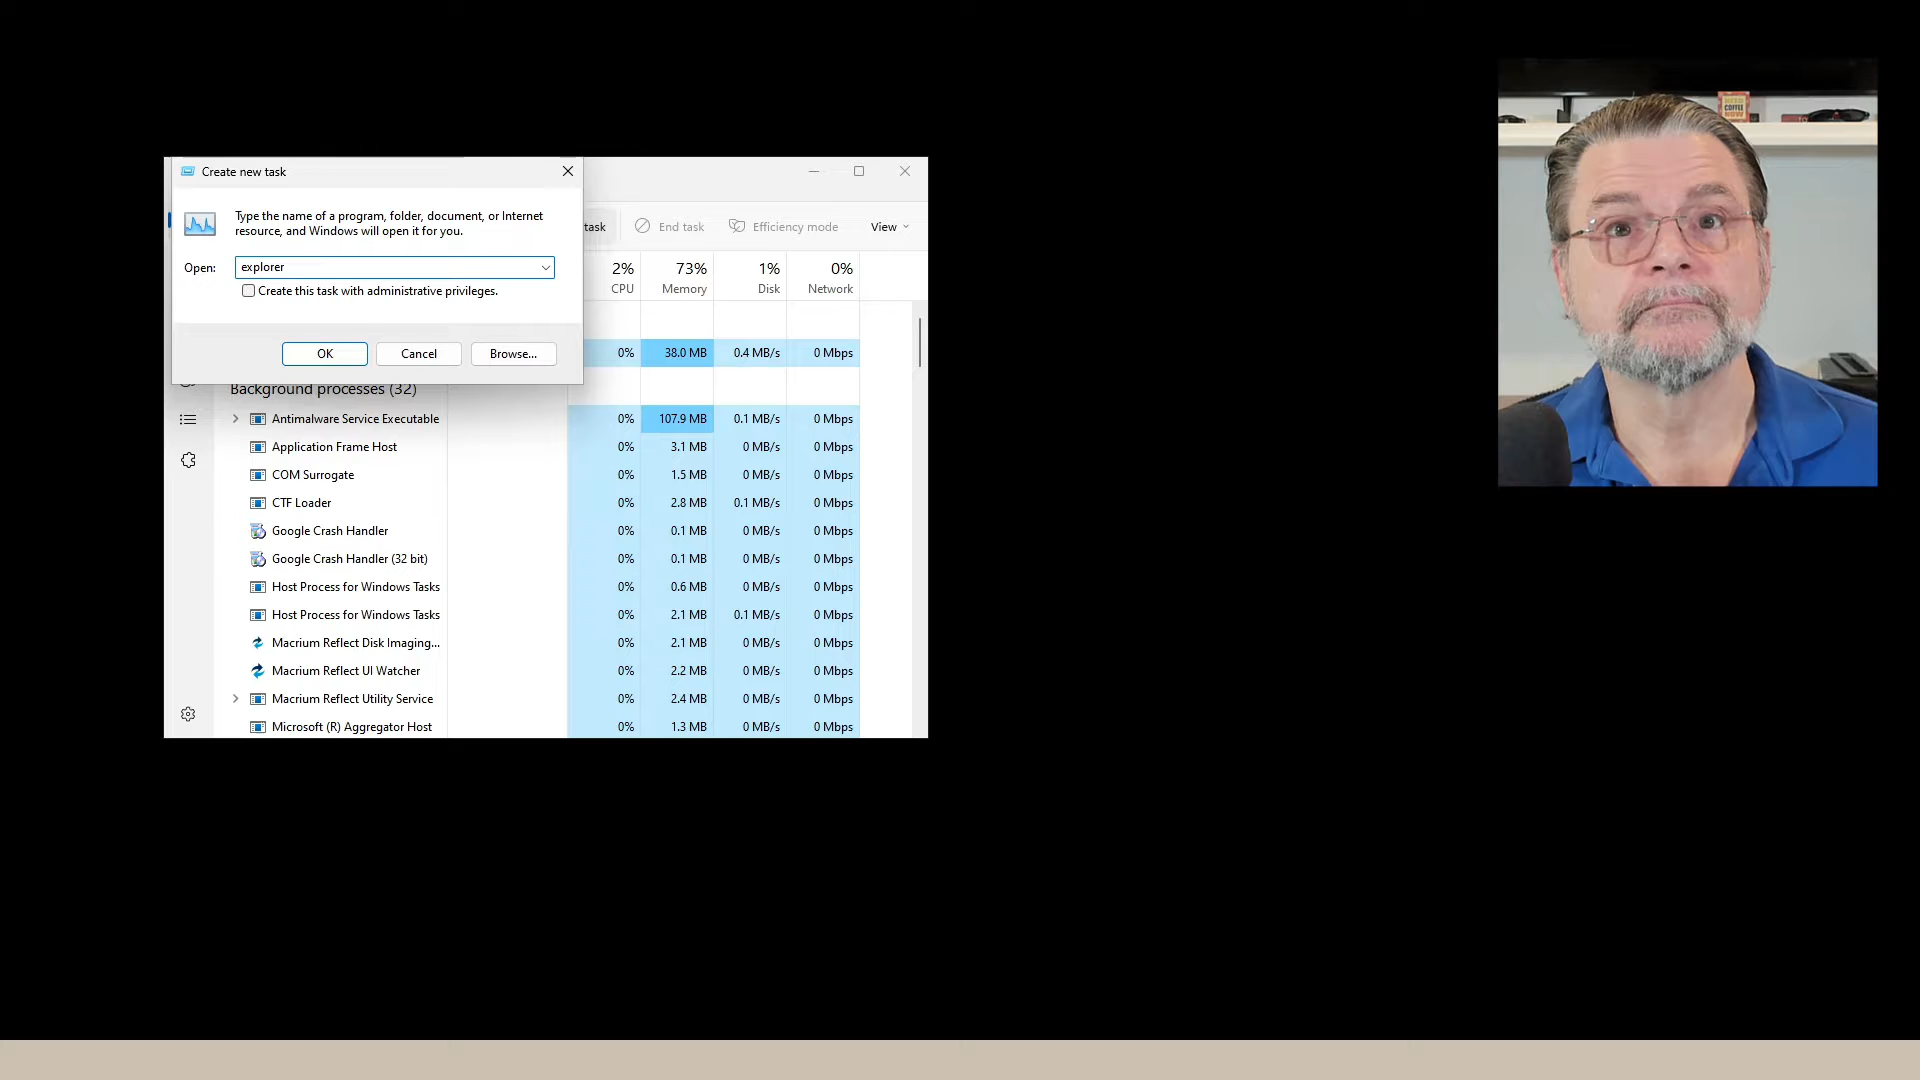 Create new task
Type the name of a program, folder, document, or Internet
resource, and Windows will open it for you.
Open: explorer
Create this task with administrative privileges.
OK Cancel Browse...
task End task Efficiency mode View
2% 73% 1% 0%
CPU Memory Disk Network
0% 38.0 MB 0.4 MB/s 0 Mbps
Background processes (32)
Antimalware Service Executable 0% 107.9 MB 0.1 MB/s 0 Mbps
Application Frame Host 0% 3.1 MB 0 MB/s 0 Mbps
COM Surrogate 0% 1.5 MB 0 MB/s 0 Mbps
CTF Loader 0% 2.8 MB 0.1 MB/s 0 Mbps
Google Crash Handler 0% 0.1 MB 0 MB/s 0 Mbps
Google Crash Handler (32 bit) 0% 0.1 MB 0 MB/s 0 Mbps
Host Process for Windows Tasks 0% 0.6 MB 0 MB/s 0 Mbps
Host Process for Windows Tasks 0% 2.1 MB 0.1 MB/s 0 Mbps
Macrium Reflect Disk Imaging... 0% 2.1 MB 0 MB/s 0 Mbps
Macrium Reflect UI Watcher 0% 2.2 MB 0 MB/s 0 Mbps
Macrium Reflect Utility Service 0% 2.4 MB 0 MB/s 0 Mbps
Microsoft (R) Aggregator Host 0% 1.3 MB 0 MB/s 0 Mbps
COFFEE
NOW